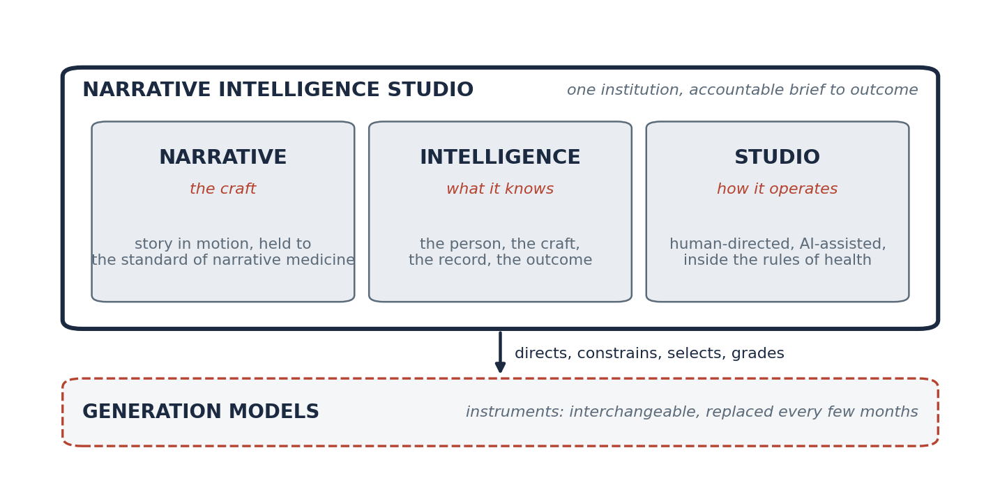 NARRATIVE INTELLIGENCE STUDIO
one institution, accountable brief to outcome
NARRATIVE
the craft
story in motion, held to
the standard of narrative medicine
INTELLIGENCE
what it knows
the person, the craft,
the record, the outcome
STUDIO
how it operates
human-directed, AI-assisted,
inside the rules of health
directs, constrains, selects, grades
GENERATION MODELS
instruments: interchangeable, replaced every few months